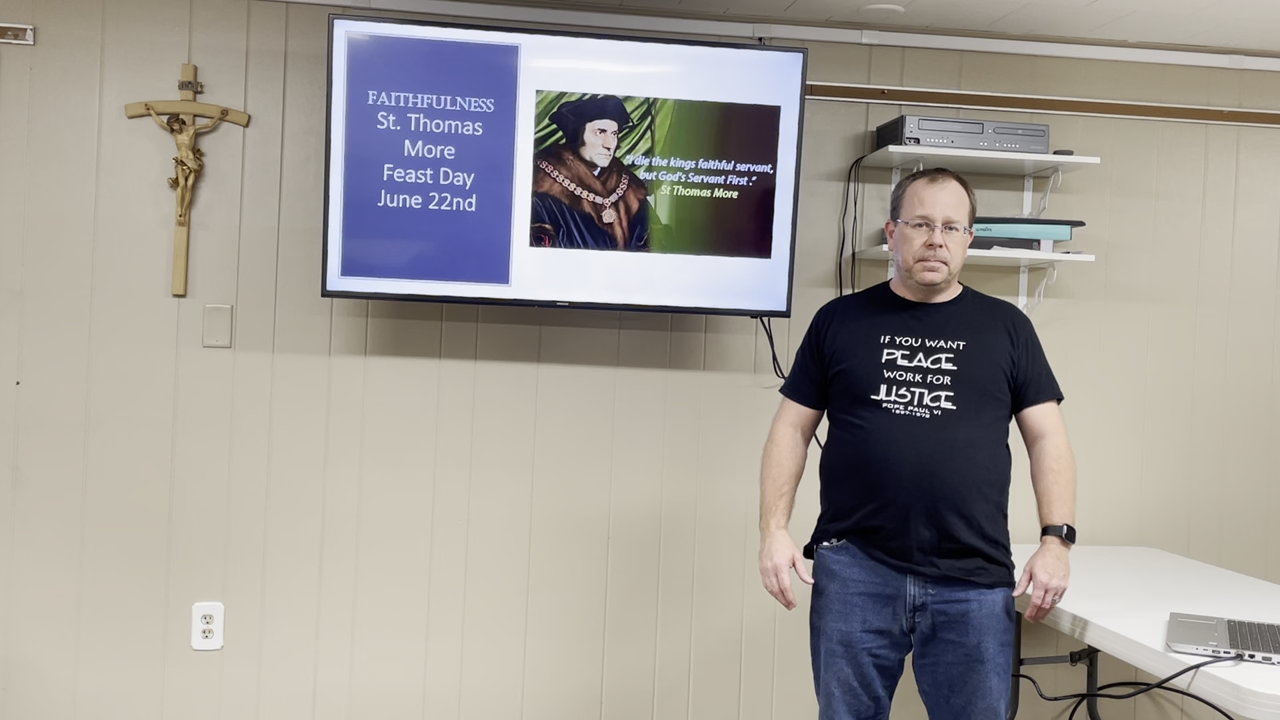 FAITHFULNESS
St. Thomas
More
Feast Day
June 22nd
"I die the kings faithful servant,
but God's Servant First ."
St Thomas More
IF YOU WANT
PEACE
WORK FOR
JUSTICE
POPE PAUL VI